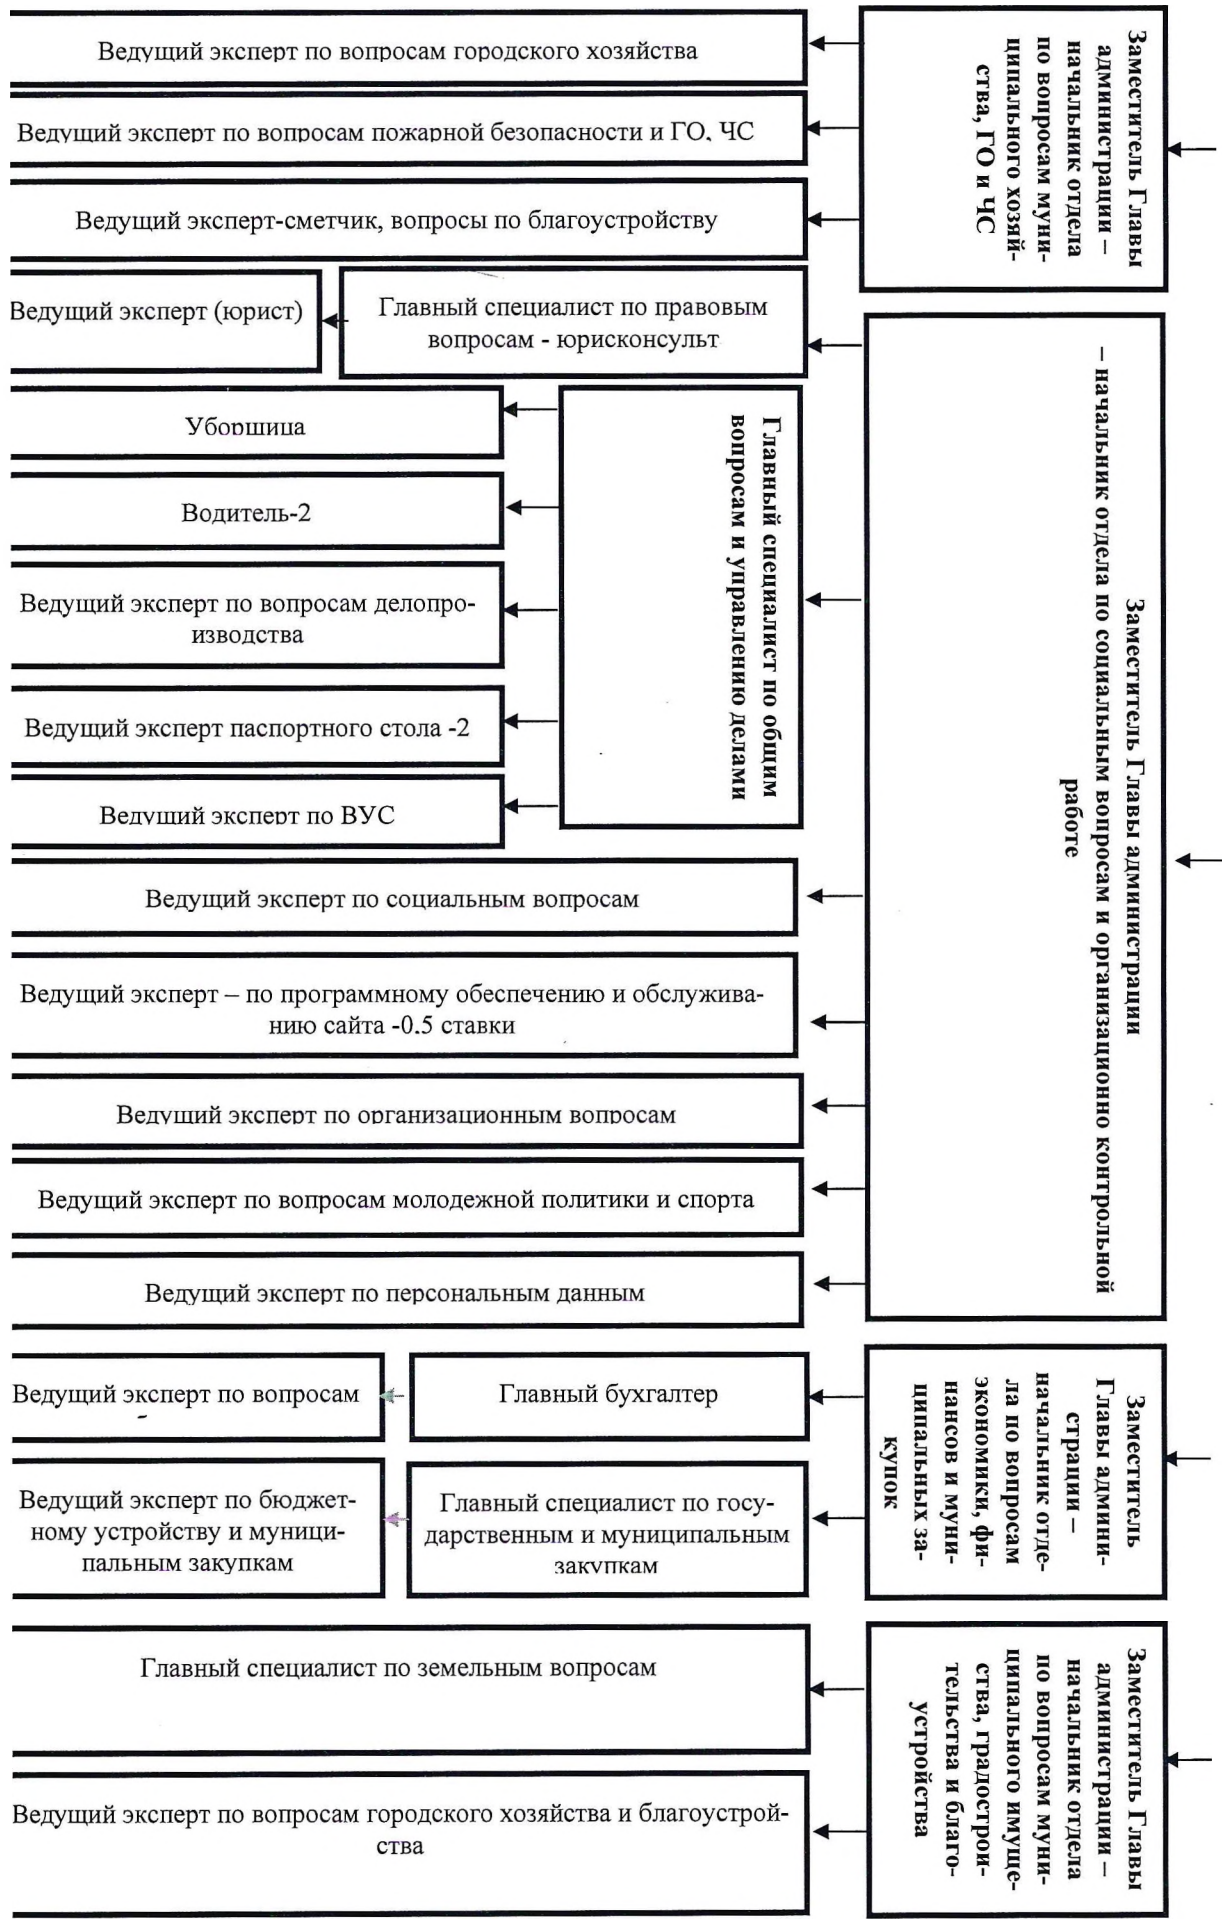 Ведущий эксперт по вопросам городского хозяйства
Ведущий эксперт по вопросам пожарной безопасности и ГО, ЧС
Ведущий эксперт-сметчик, вопросы по благоустройству
Заместитель Главы
администрации –
начальник отдела
по вопросам муни-
ципального хозяй-
ства, ГО и ЧС
Ведущий эксперт (юрист)
Главный специалист по правовым
вопросам - юрисконсульт
Уборщица
Водитель-2
Ведущий эксперт по вопросам делопро-
изводства
Ведущий эксперт паспортного стола -2
Ведущий эксперт по ВУС
Главный специалист по общим
вопросам и управлению делами
Ведущий эксперт по социальным вопросам
Ведущий эксперт – по программному обеспечению и обслужива-
нию сайта -0.5 ставки
Ведущий эксперт по организационным вопросам
Ведущий эксперт по вопросам молодежной политики и спорта
Ведущий эксперт по персональным данным
Заместитель Главы администрации
– начальник отдела по социальным вопросам и организационно контрольной
работе
Ведущий эксперт по вопросам
Главный бухгалтер
Ведущий эксперт по бюджет-
ному устройству и муници-
пальным закупкам
Главный специалист по госу-
дарственным и муниципальным
закупкам
Заместитель
Главы админи-
страции –
начальник отде-
ла по вопросам
экономики, фи-
нансов и муни-
ципальных за-
купок
Главный специалист по земельным вопросам
Ведущий эксперт по вопросам городского хозяйства и благоустрой-
ства
Заместитель Главы
администрации –
начальник отдела
по вопросам муни-
ципального имуще-
ства, градострои-
тельства и благо-
устройства